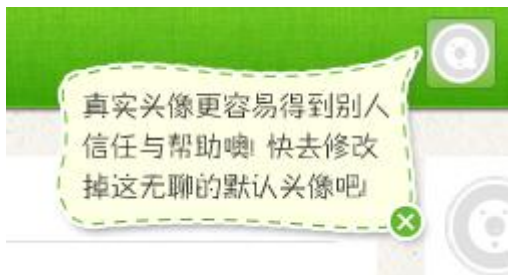 真实头像更容易得到别人
信任与帮助噢! 快去修改
掉这无聊的默认头像吧!